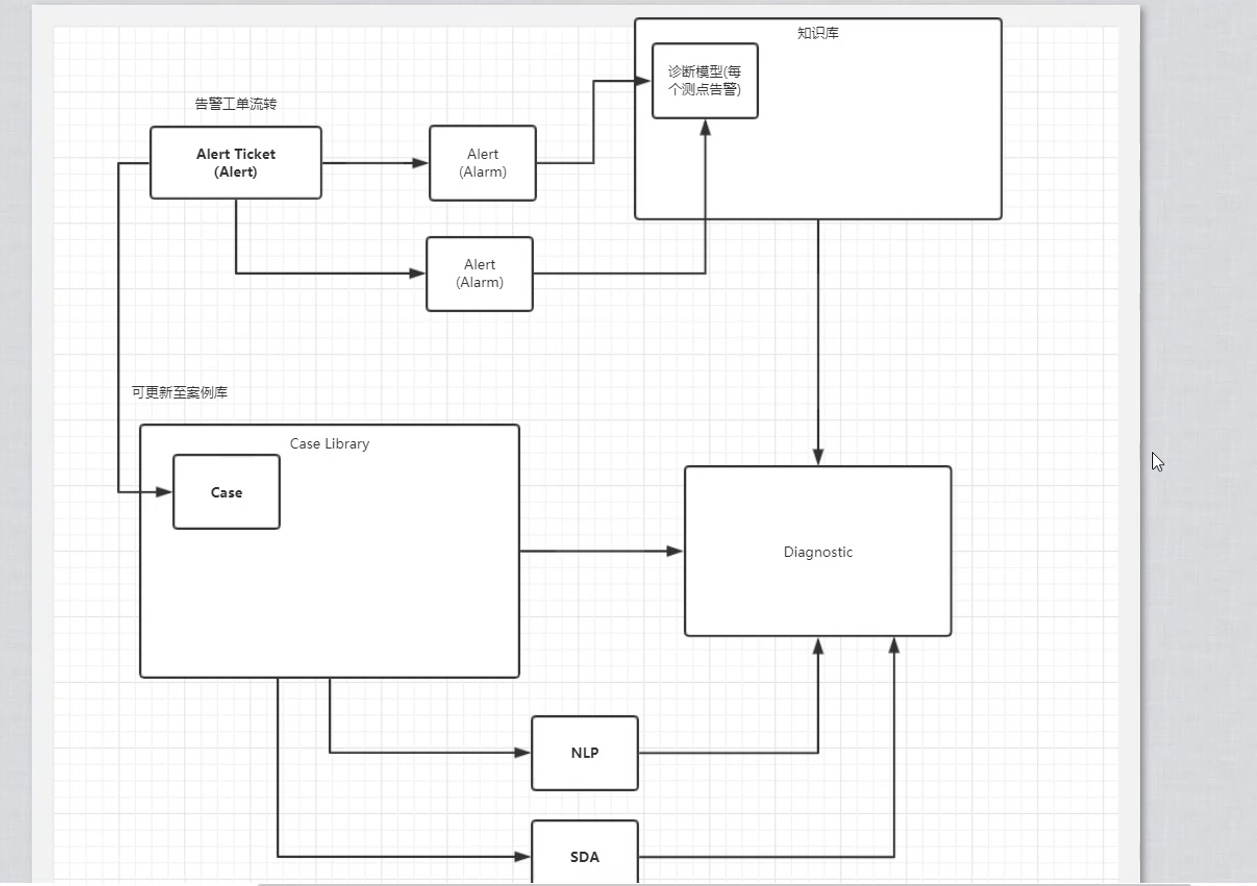 知识库
诊断模型(每
个测点告警)
告警工单流转
Alert Ticket
(Alert)
Alert
(Alarm)
Alert
(Alarm)
可更新至案例库
Case Library
Case
Diagnostic
NLP
SDA